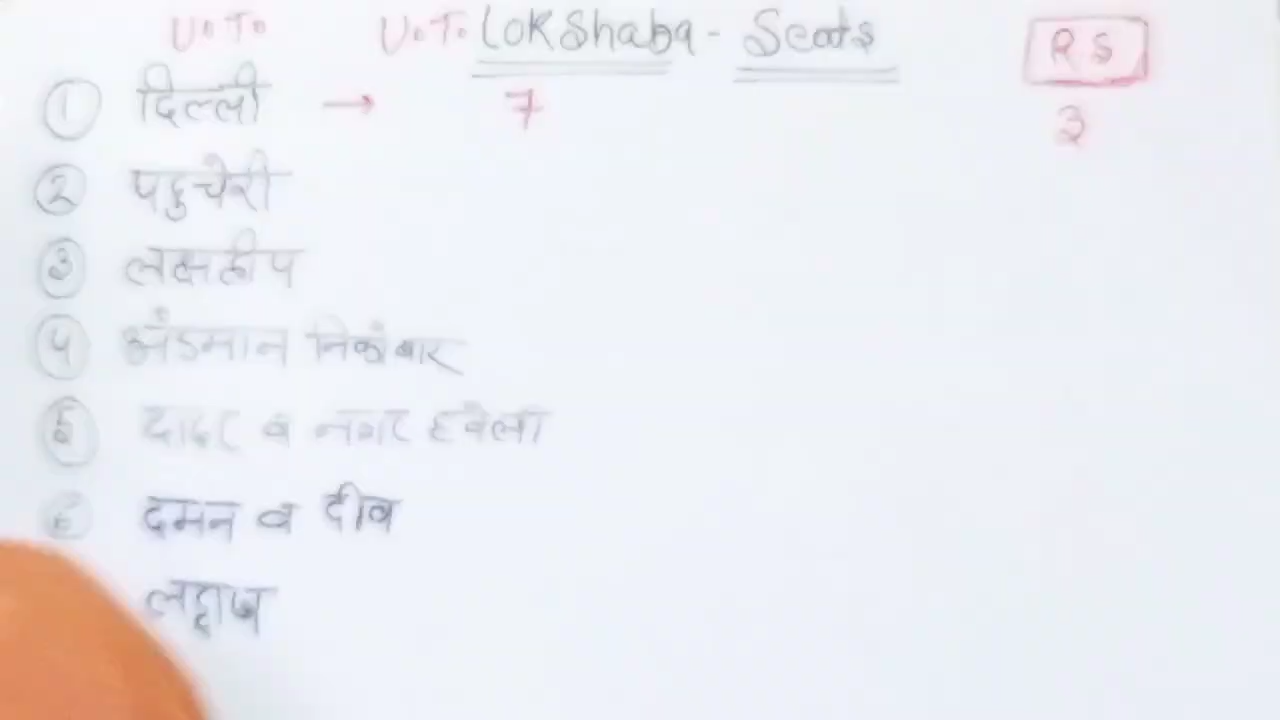 U.T. U.T. LokShaba - Seats RS
① दिल्ली → 7 3
② पदुचेरी
③ लक्षद्वीप
④ अंडमान निकोबार
⑤ दादर व नगर हवेली
⑥ दमन व दीव
लद्दाख